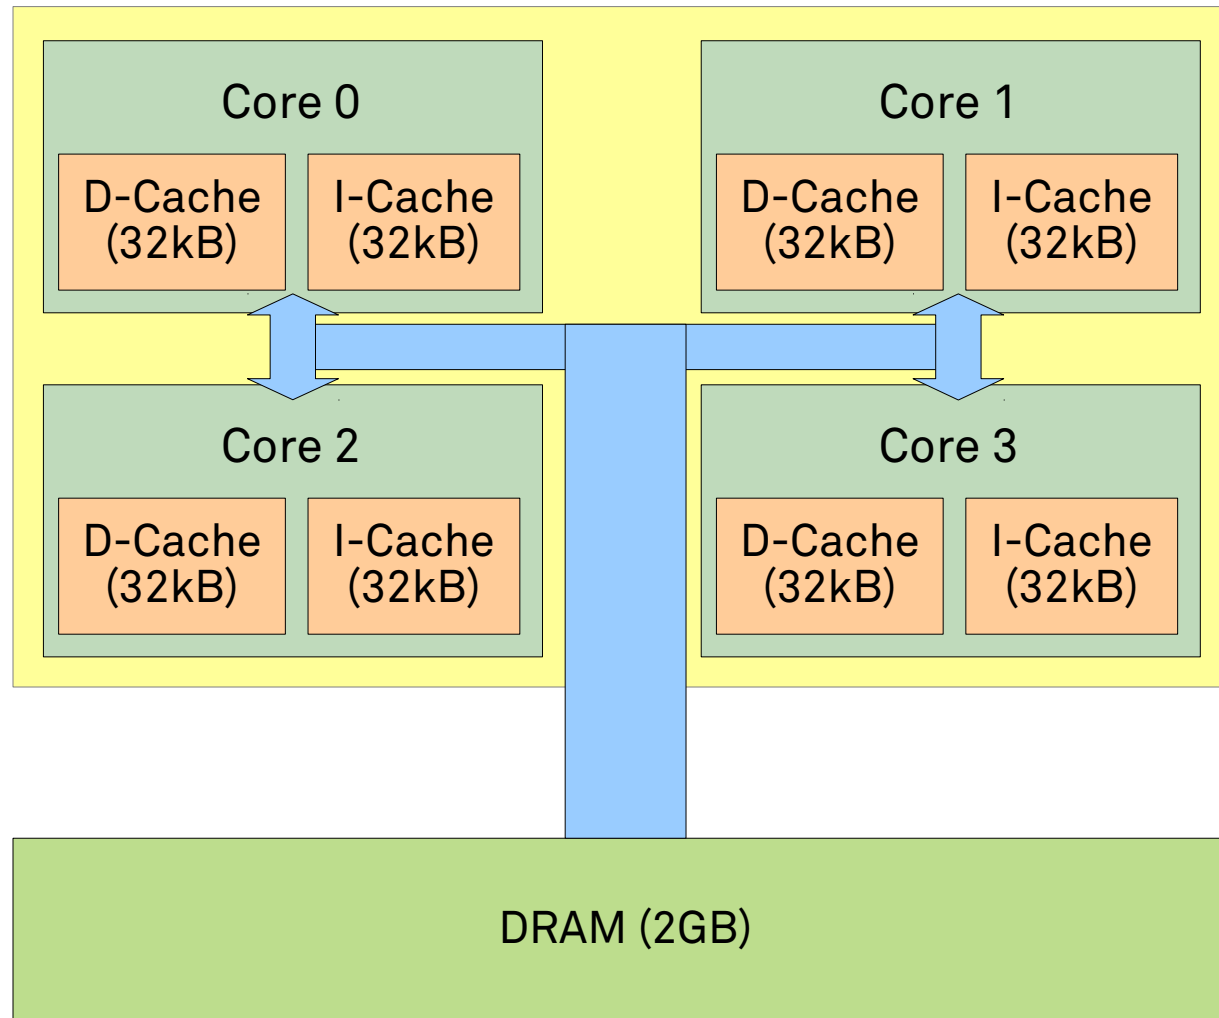 Core 0
D-Cache
(32kB)
I-Cache
(32kB)
Core 1
D-Cache
(32kB)
I-Cache
(32kB)
Core 2
D-Cache
(32kB)
I-Cache
(32kB)
Core 3
D-Cache
(32kB)
I-Cache
(32kB)
DRAM (2GB)